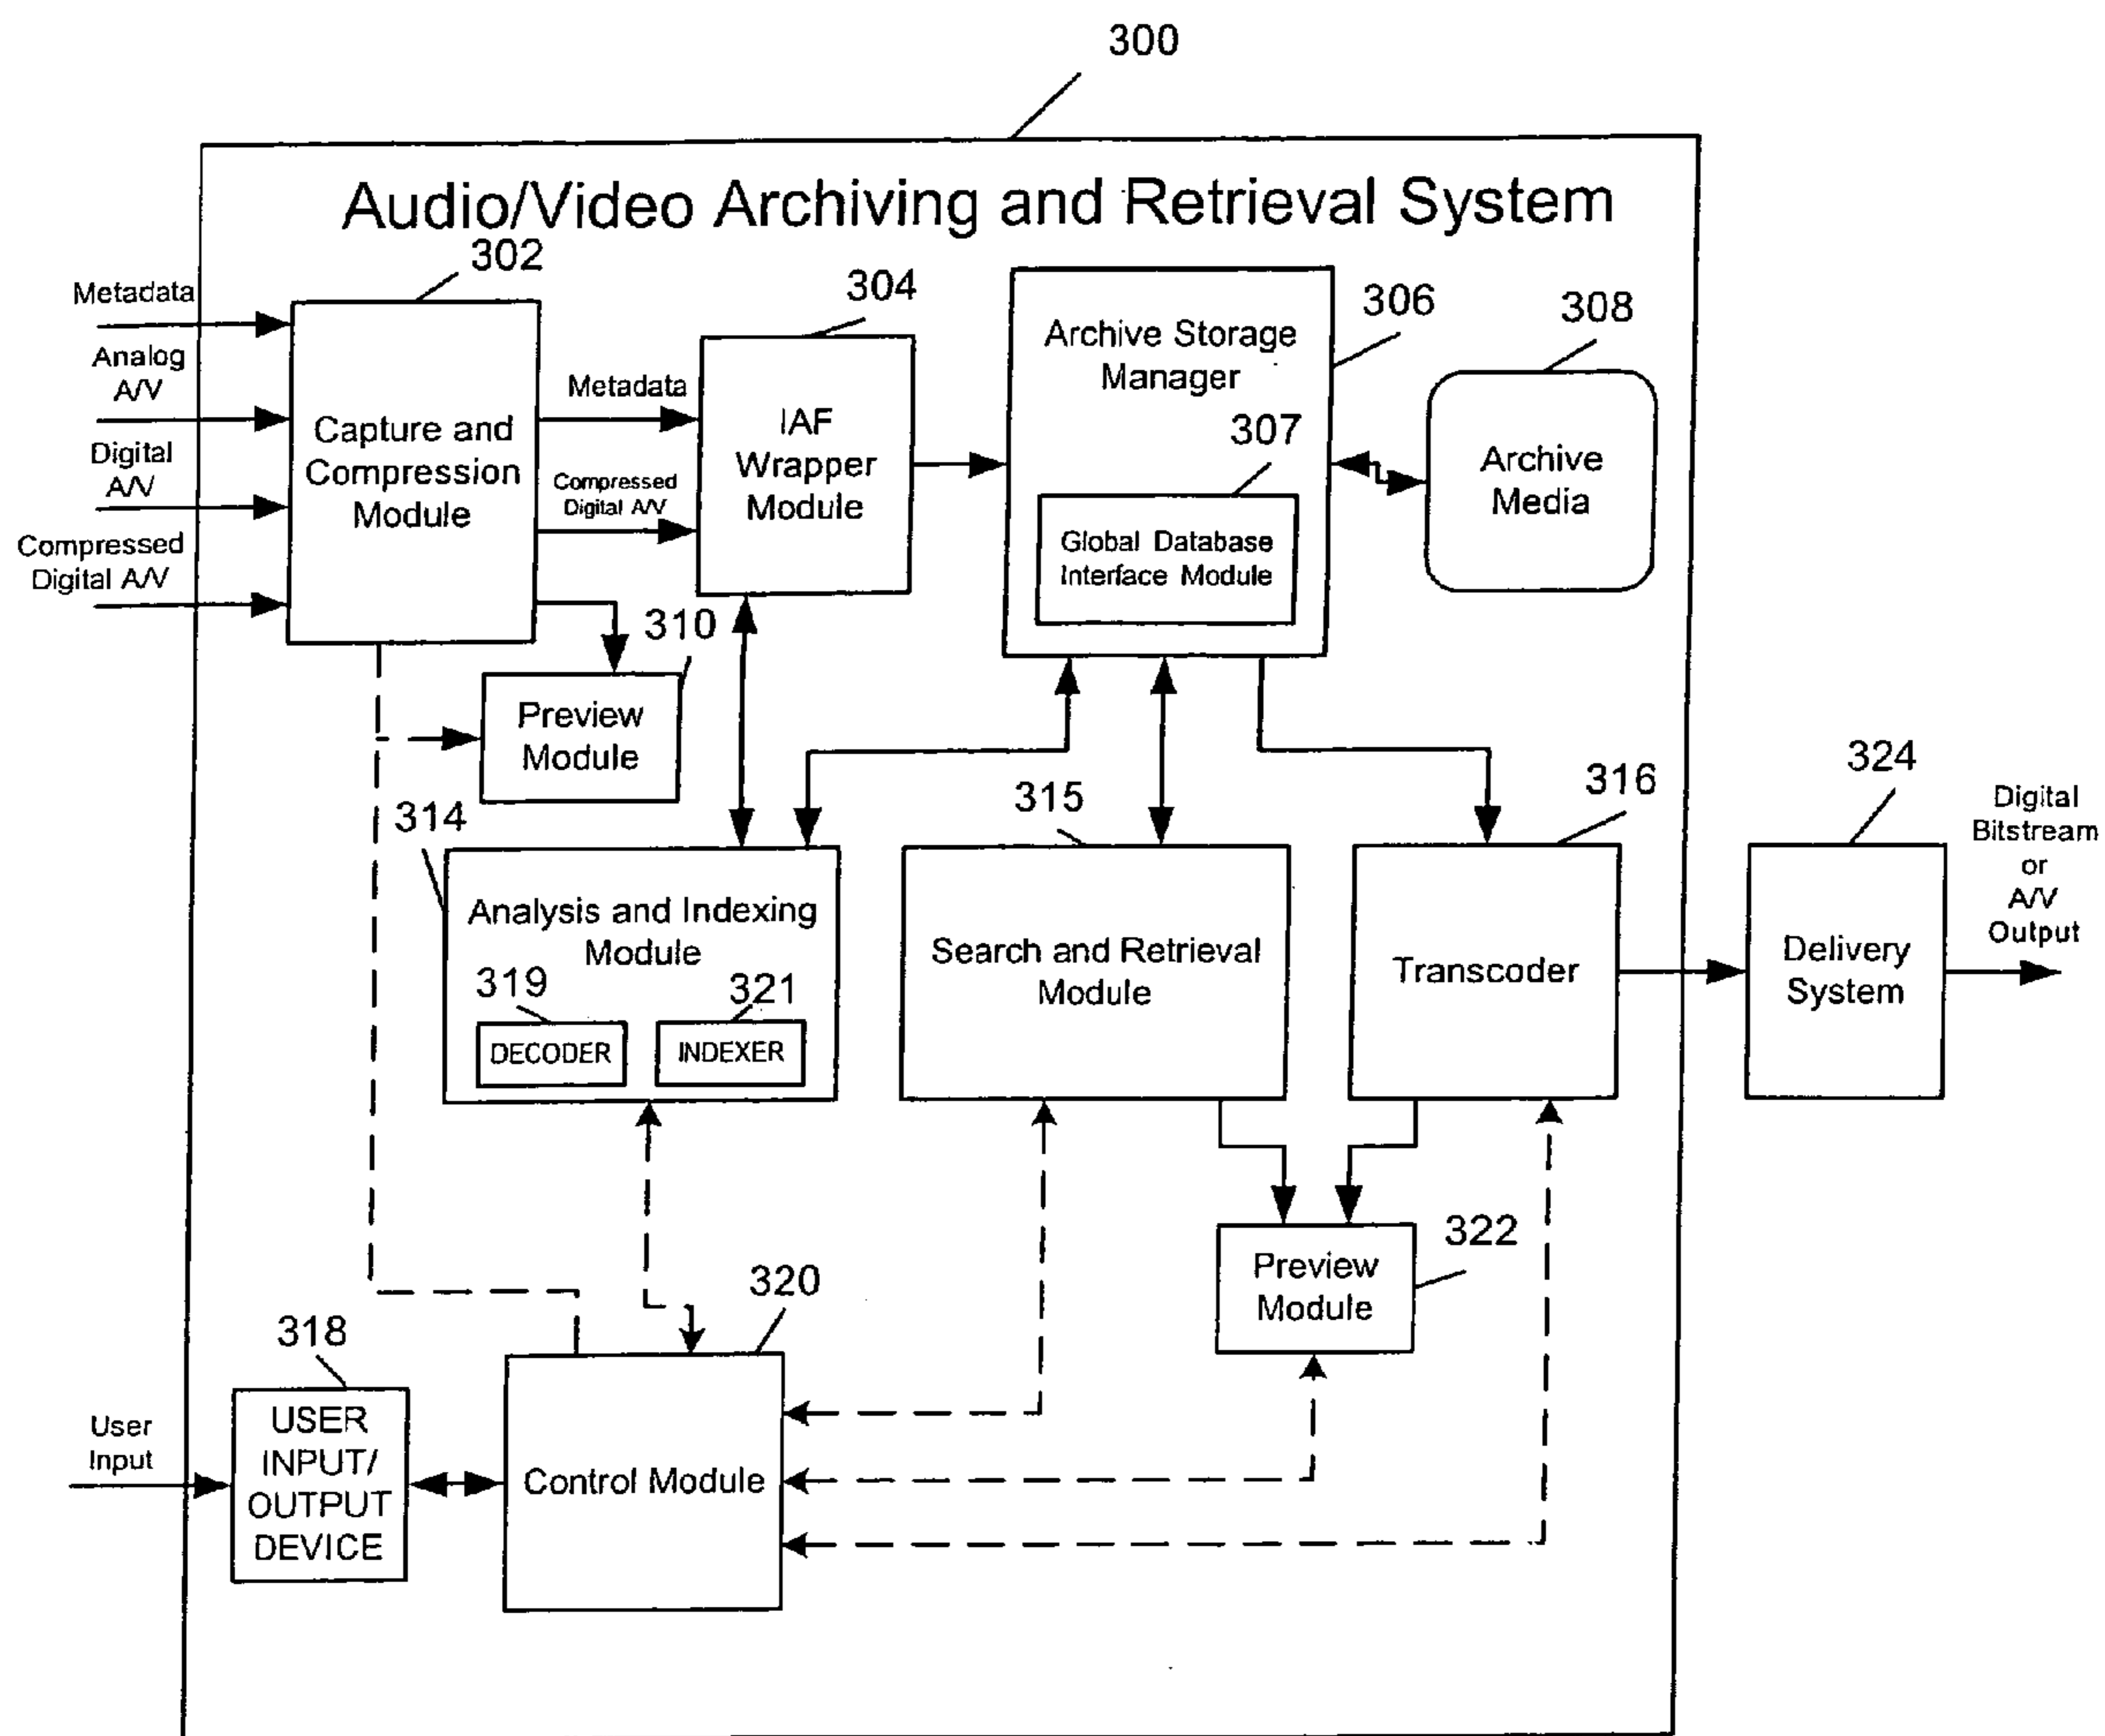 300
Audio/Video Archiving and Retrieval System
302
Metadata
Analog
A/V
Digital
A/V
Compressed
Digital A/V
Capture and
Compression
Module
Metadata
Compressed
Digital A/V
304
IAF
Wrapper
Module
306
Archive Storage
Manager
307
Global Database
Interface Module
308
Archive
Media
310
Preview
Module
314
Analysis and Indexing
Module
319
DECODER
321
INDEXER
315
Search and Retrieval
Module
316
Transcoder
324
Delivery
System
Digital
Bitstream
or
A/V
Output
322
Preview
Module
320
Control Module
318
USER
INPUT/
OUTPUT
DEVICE
User
Input